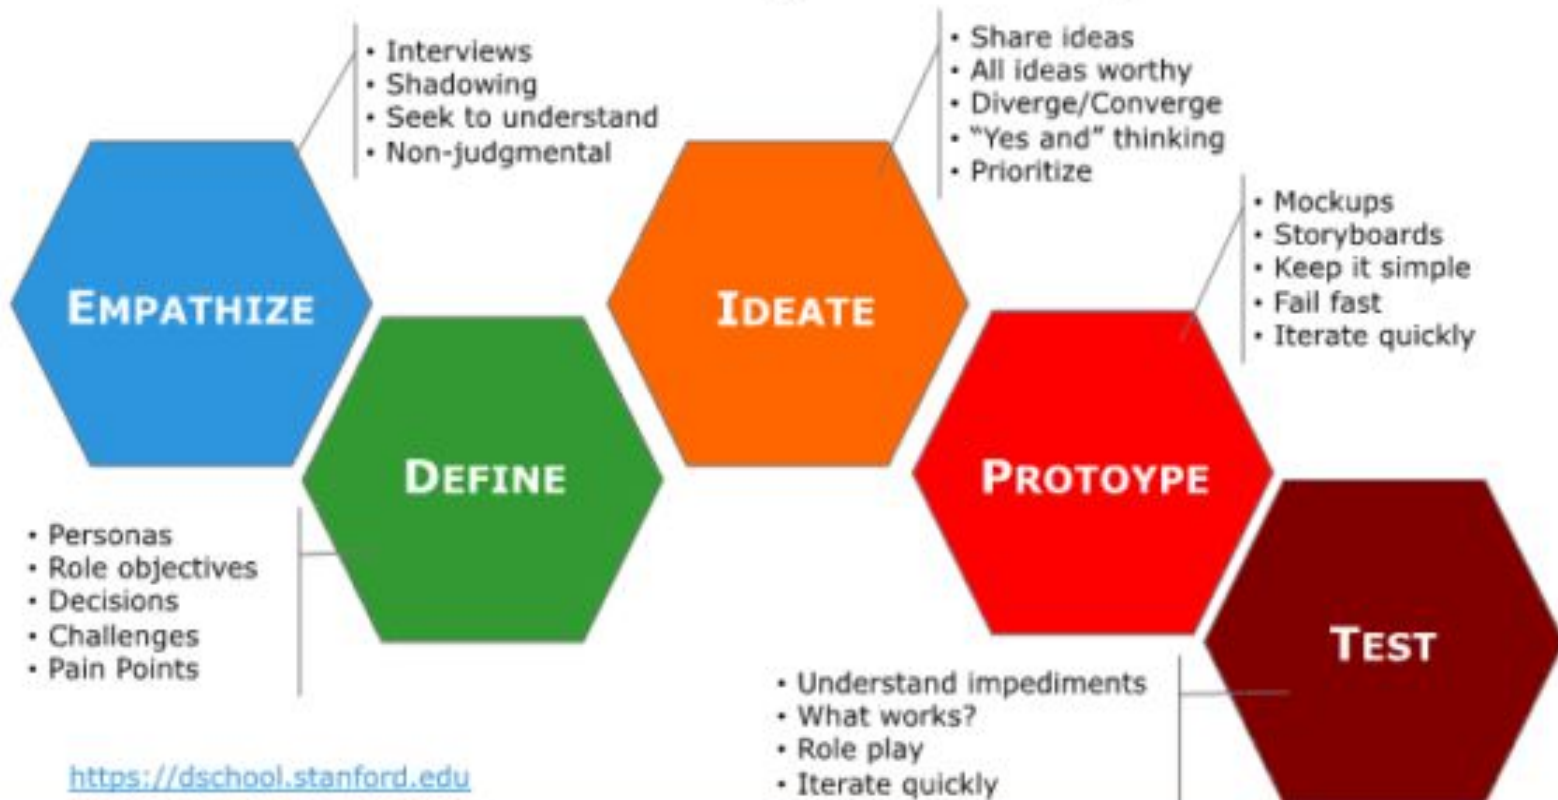 EMPATHIZE
• Interviews
• Shadowing
• Seek to understand
• Non-judgmental
DEFINE
• Personas
• Role objectives
• Decisions
• Challenges
• Pain Points
IDEATE
• Share ideas
• All ideas worthy
• Diverge/Converge
• “Yes and” thinking
• Prioritize
PROTOYPE
• Mockups
• Storyboards
• Keep it simple
• Fail fast
• Iterate quickly
TEST
• Understand impediments
• What works?
• Role play
• Iterate quickly
https://dschool.stanford.edu